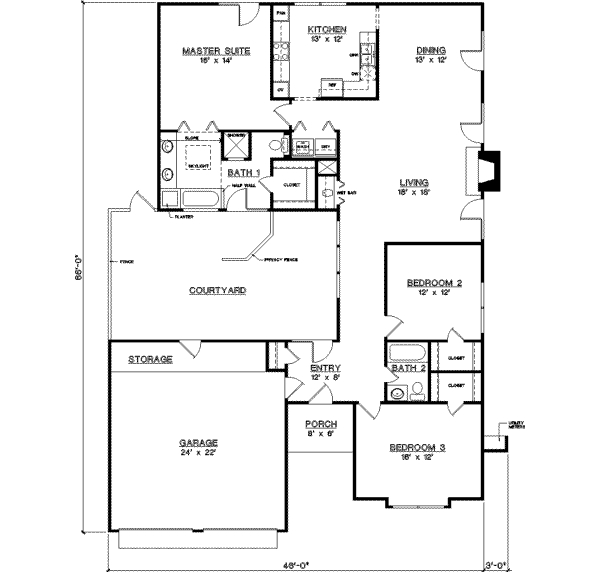 PAN
KITCHEN
13' x 12'
MASTER SUITE
16' x 14'
DINING
13' x 12'
DW
REF
OV
SLOPE
SHOWER
WASH
DRY
SKYLIGHT
BATH 1
HALF WALL
CLOSET
WET BAR
LIVING
18' x 18'
PLANTER
FENCE
PRIVACY FENCE
COURTYARD
66'-0"
BEDROOM 2
12' x 12'
STORAGE
ENTRY
12' x 8'
BATH 2
CLOSET
CLOSET
PORCH
8' x 6'
UTILITY
METERS
GARAGE
24' x 22'
BEDROOM 3
16' x 12'
46'-0"
3'-0"